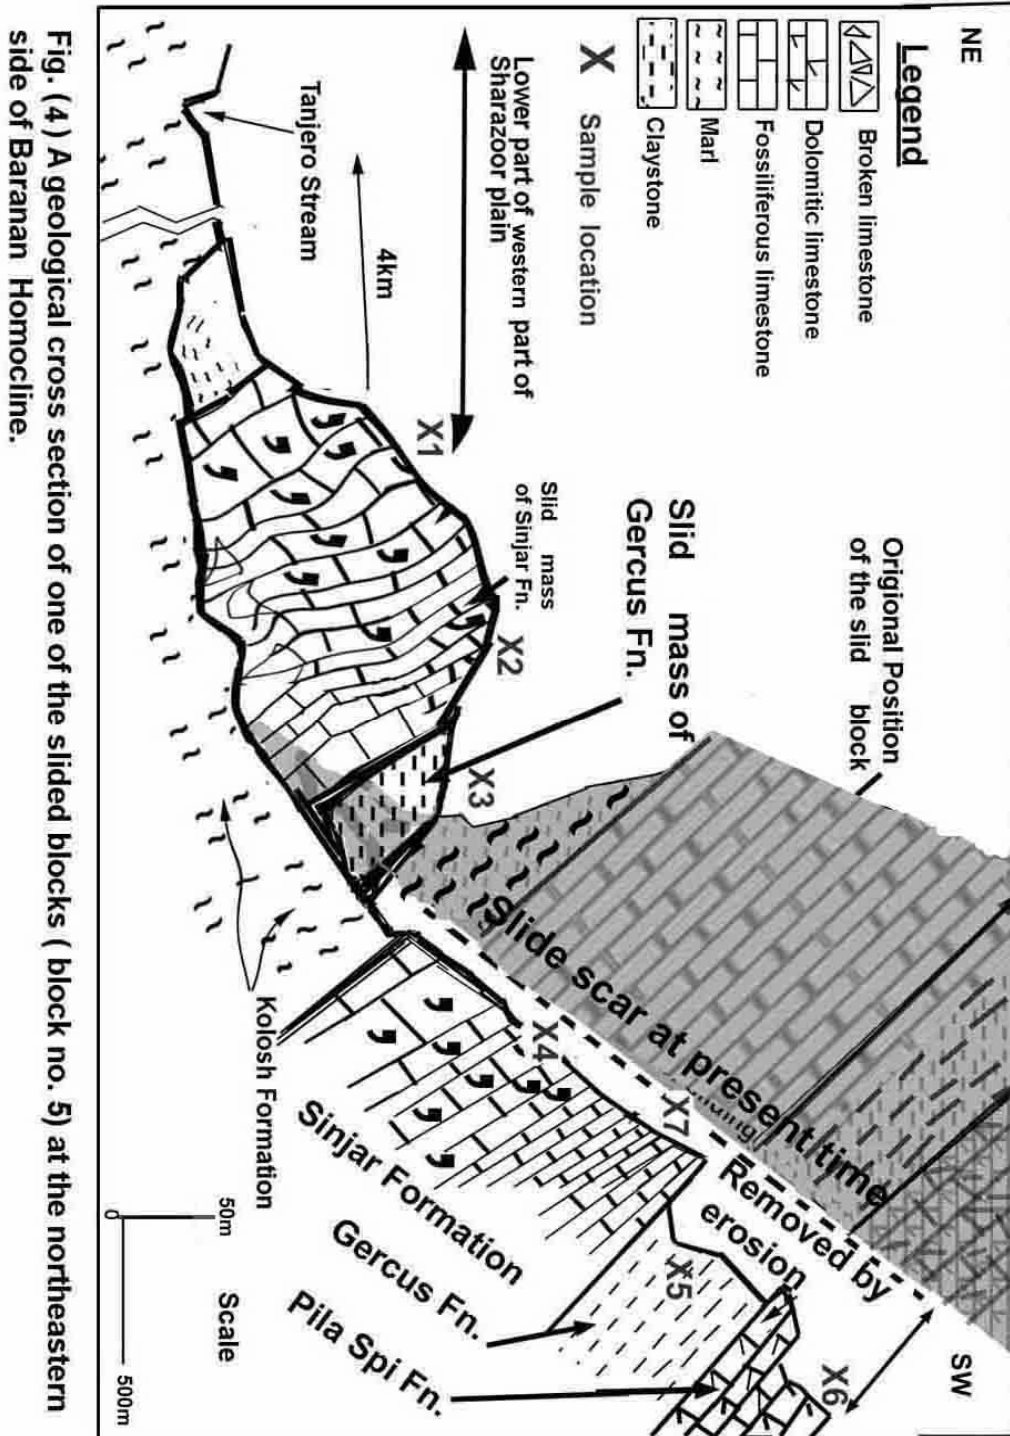 NE
Legend
Broken limestone
Dolomitic limestone
Fossiliferous limestone
Marl
Claystone
X Sample location
SW
Origional Position
of the slid block
Slid mass of
Gercus Fn.
Slid mass
of Sinjar Fn.
Lower part of western part of
Sharazoor plain
4km
Tanjero Stream
X1
X2
X3
X4
X7
X5
X6
Slide scar at present time
Removed by
erosion
Kolosh Formation
Sinjar Formation
Gercus Fn.
Pila Spi Fn.
50m
0
500m
Scale
Fig. (4) A geological cross section of one of the slided blocks ( block no. 5) at the northeastern
side of Baranan Homocline.